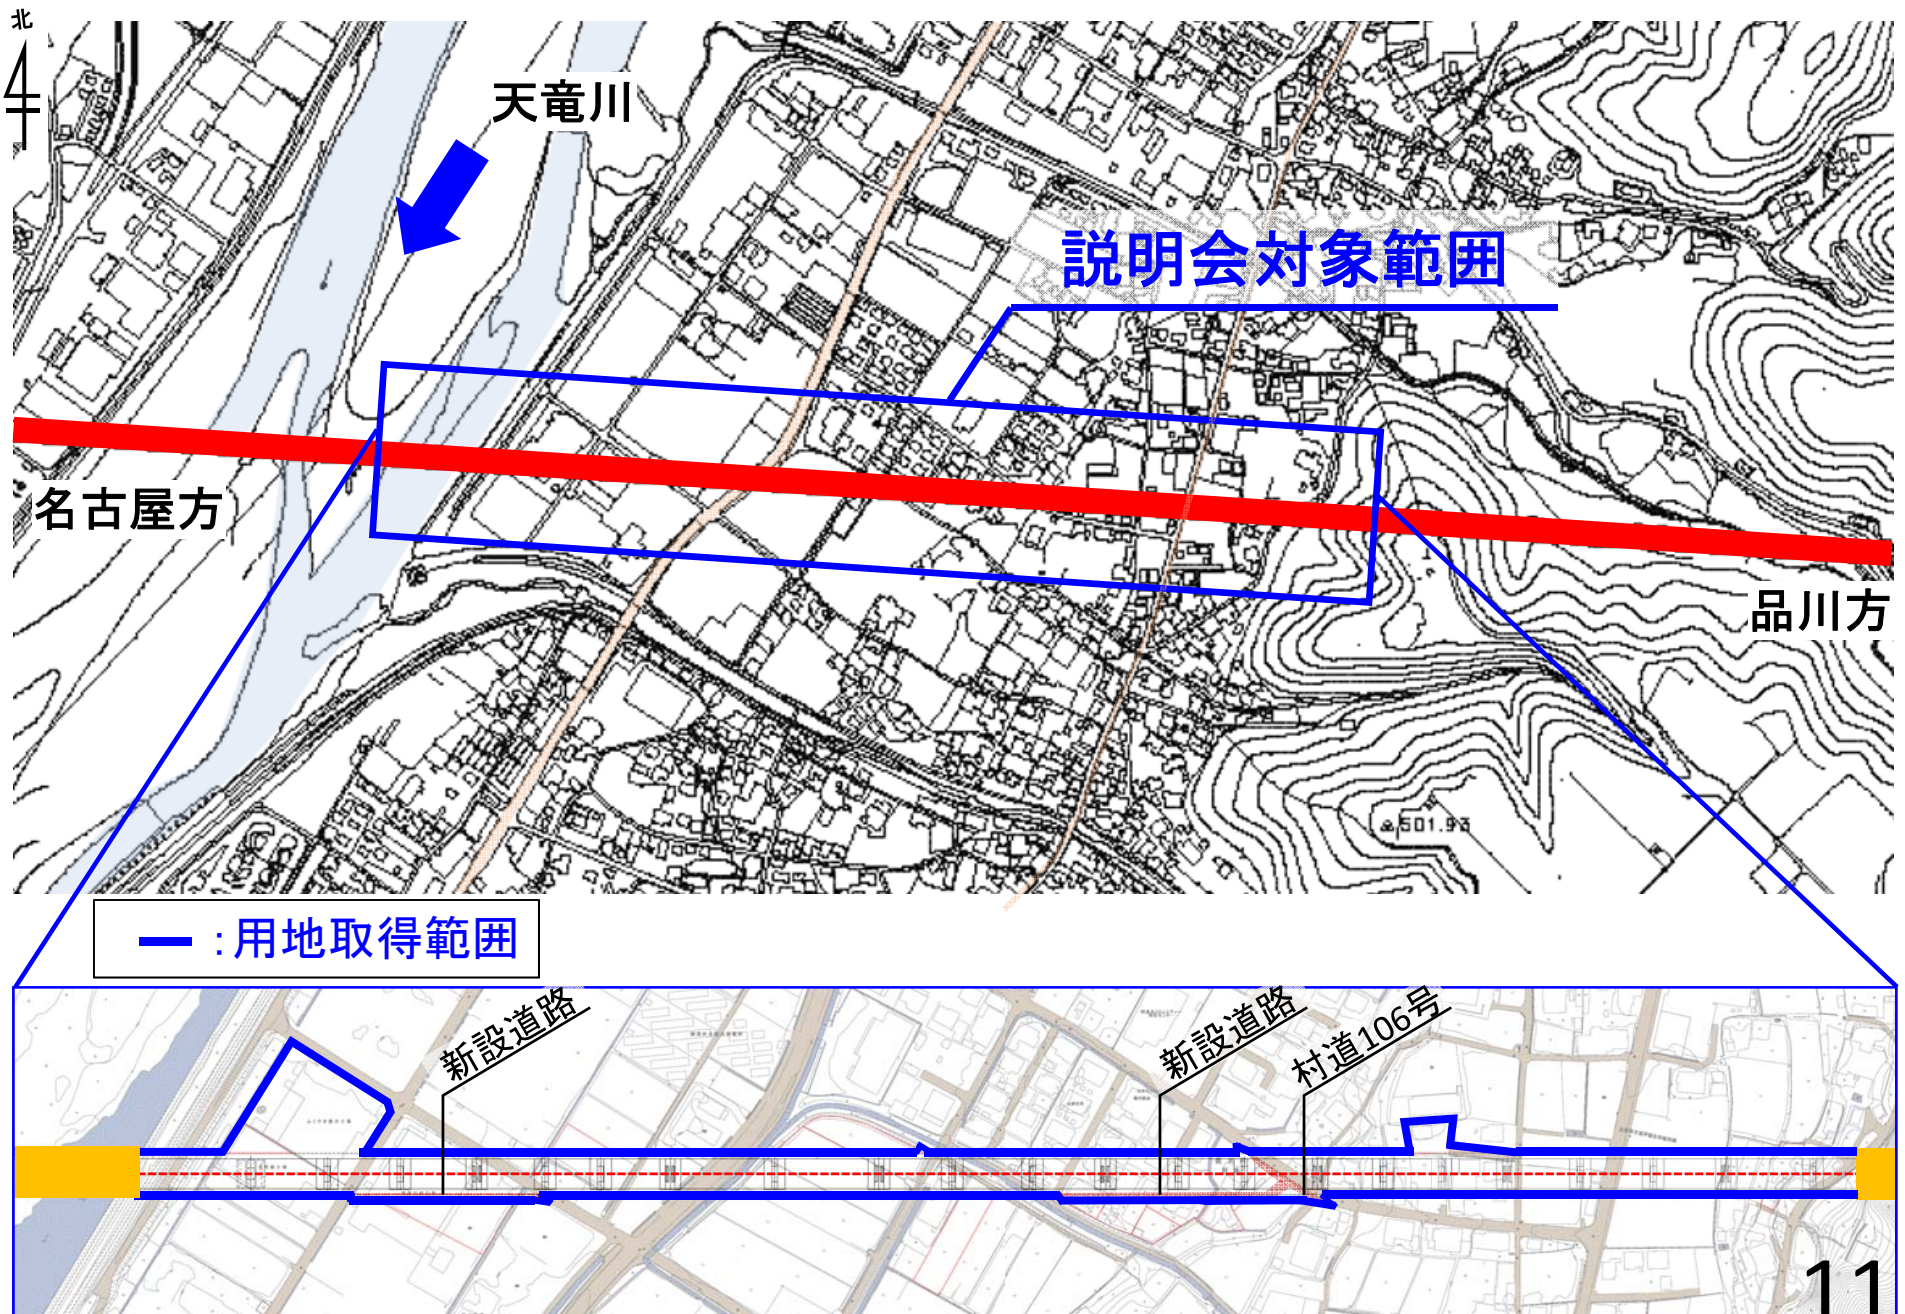 北
天竜川
説明会対象範囲
名古屋方
品川方
501.93
:用地取得範囲
新設道路
新設道路
村道106号
11